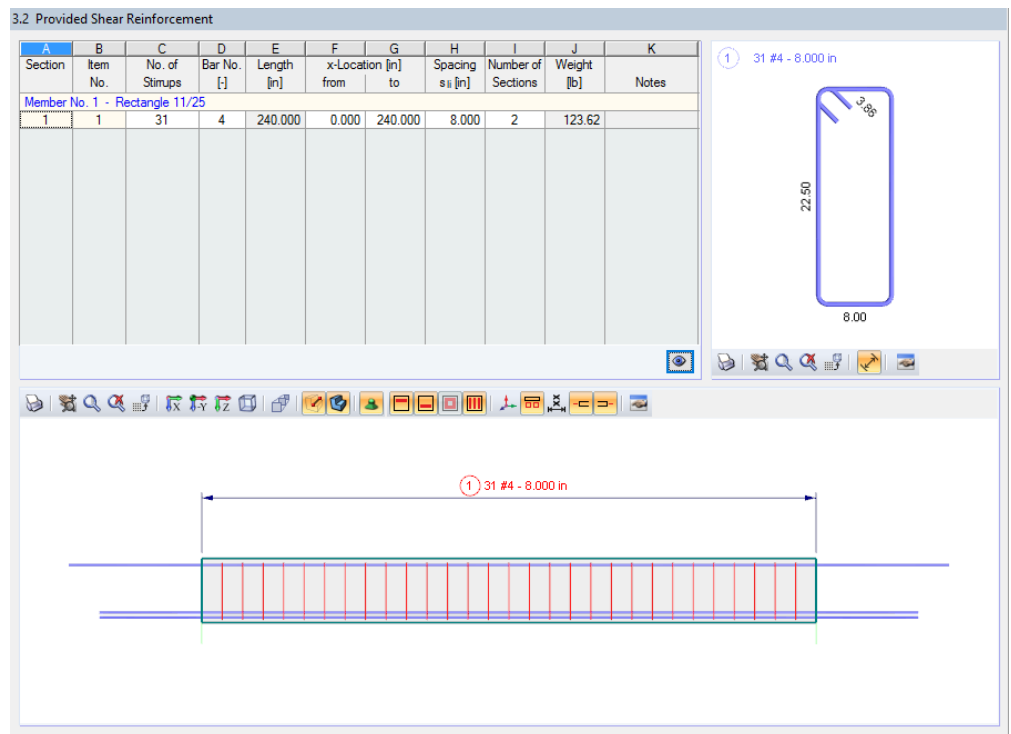 3.2 Provided Shear Reinforcement
A B C D E F G H I J K
Section Item No. of Bar No. Length x-Location [in] Spacing Number of Weight
No. Stirrups [-] [in] from to s li [in] Sections [lb] Notes
Member No. 1 - Rectangle 11/25
1 1 31 4 240.000 0.000 240.000 8.000 2 123.62
1 31 #4 - 8.000 in
3.86
22.50
8.00
X -Y Z x
1 31 #4 - 8.000 in